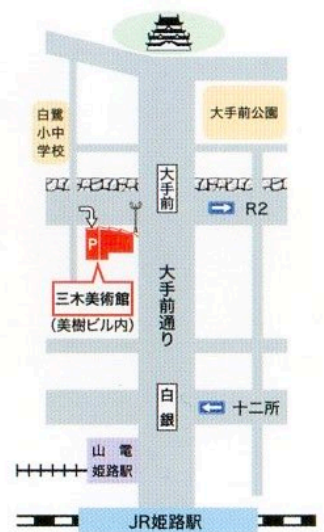 白鷺
小中
学校
大手前公園
大手前
R2
P
三木美術館
(美樹ビル内)
大手前通り
白銀
十二所
山電
姫路駅
JR姫路駅